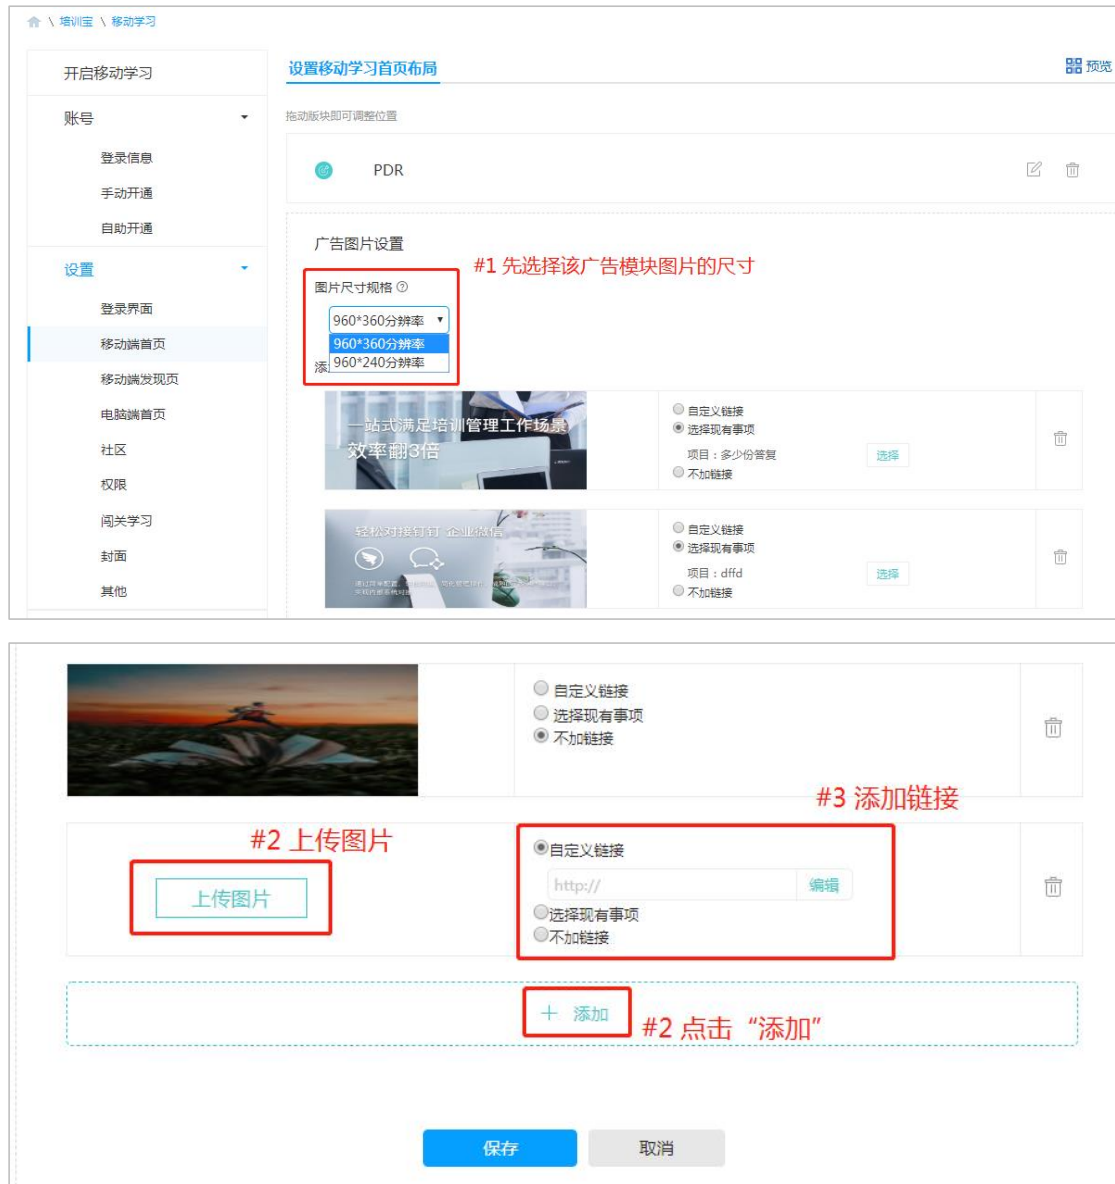 \ 培训宝 \ 移动学习
开启移动学习
账号
登录信息
手动开通
自助开通
设置
登录界面
移动端首页
移动端发现页
电脑端首页
社区
权限
闯关学习
封面
其他
设置移动学习首页布局
预览
拖动版块即可调整位置
PDR
广告图片设置
#1 先选择该广告模块图片的尺寸
图片尺寸规格
960*360分辨率
960*360分辨率
960*240分辨率
一站式满足培训管理工作场景
效率翻3倍
自定义链接
选择现有事项
项目：多少份答复
选择
不加链接
轻松对接钉钉 企业微信
自定义链接
选择现有事项
项目：dffd
选择
不加链接
自定义链接
选择现有事项
不加链接
#3 添加链接
#2 上传图片
上传图片
自定义链接
http://
编辑
选择现有事项
不加链接
+ 添加
#2 点击“添加”
保存
取消